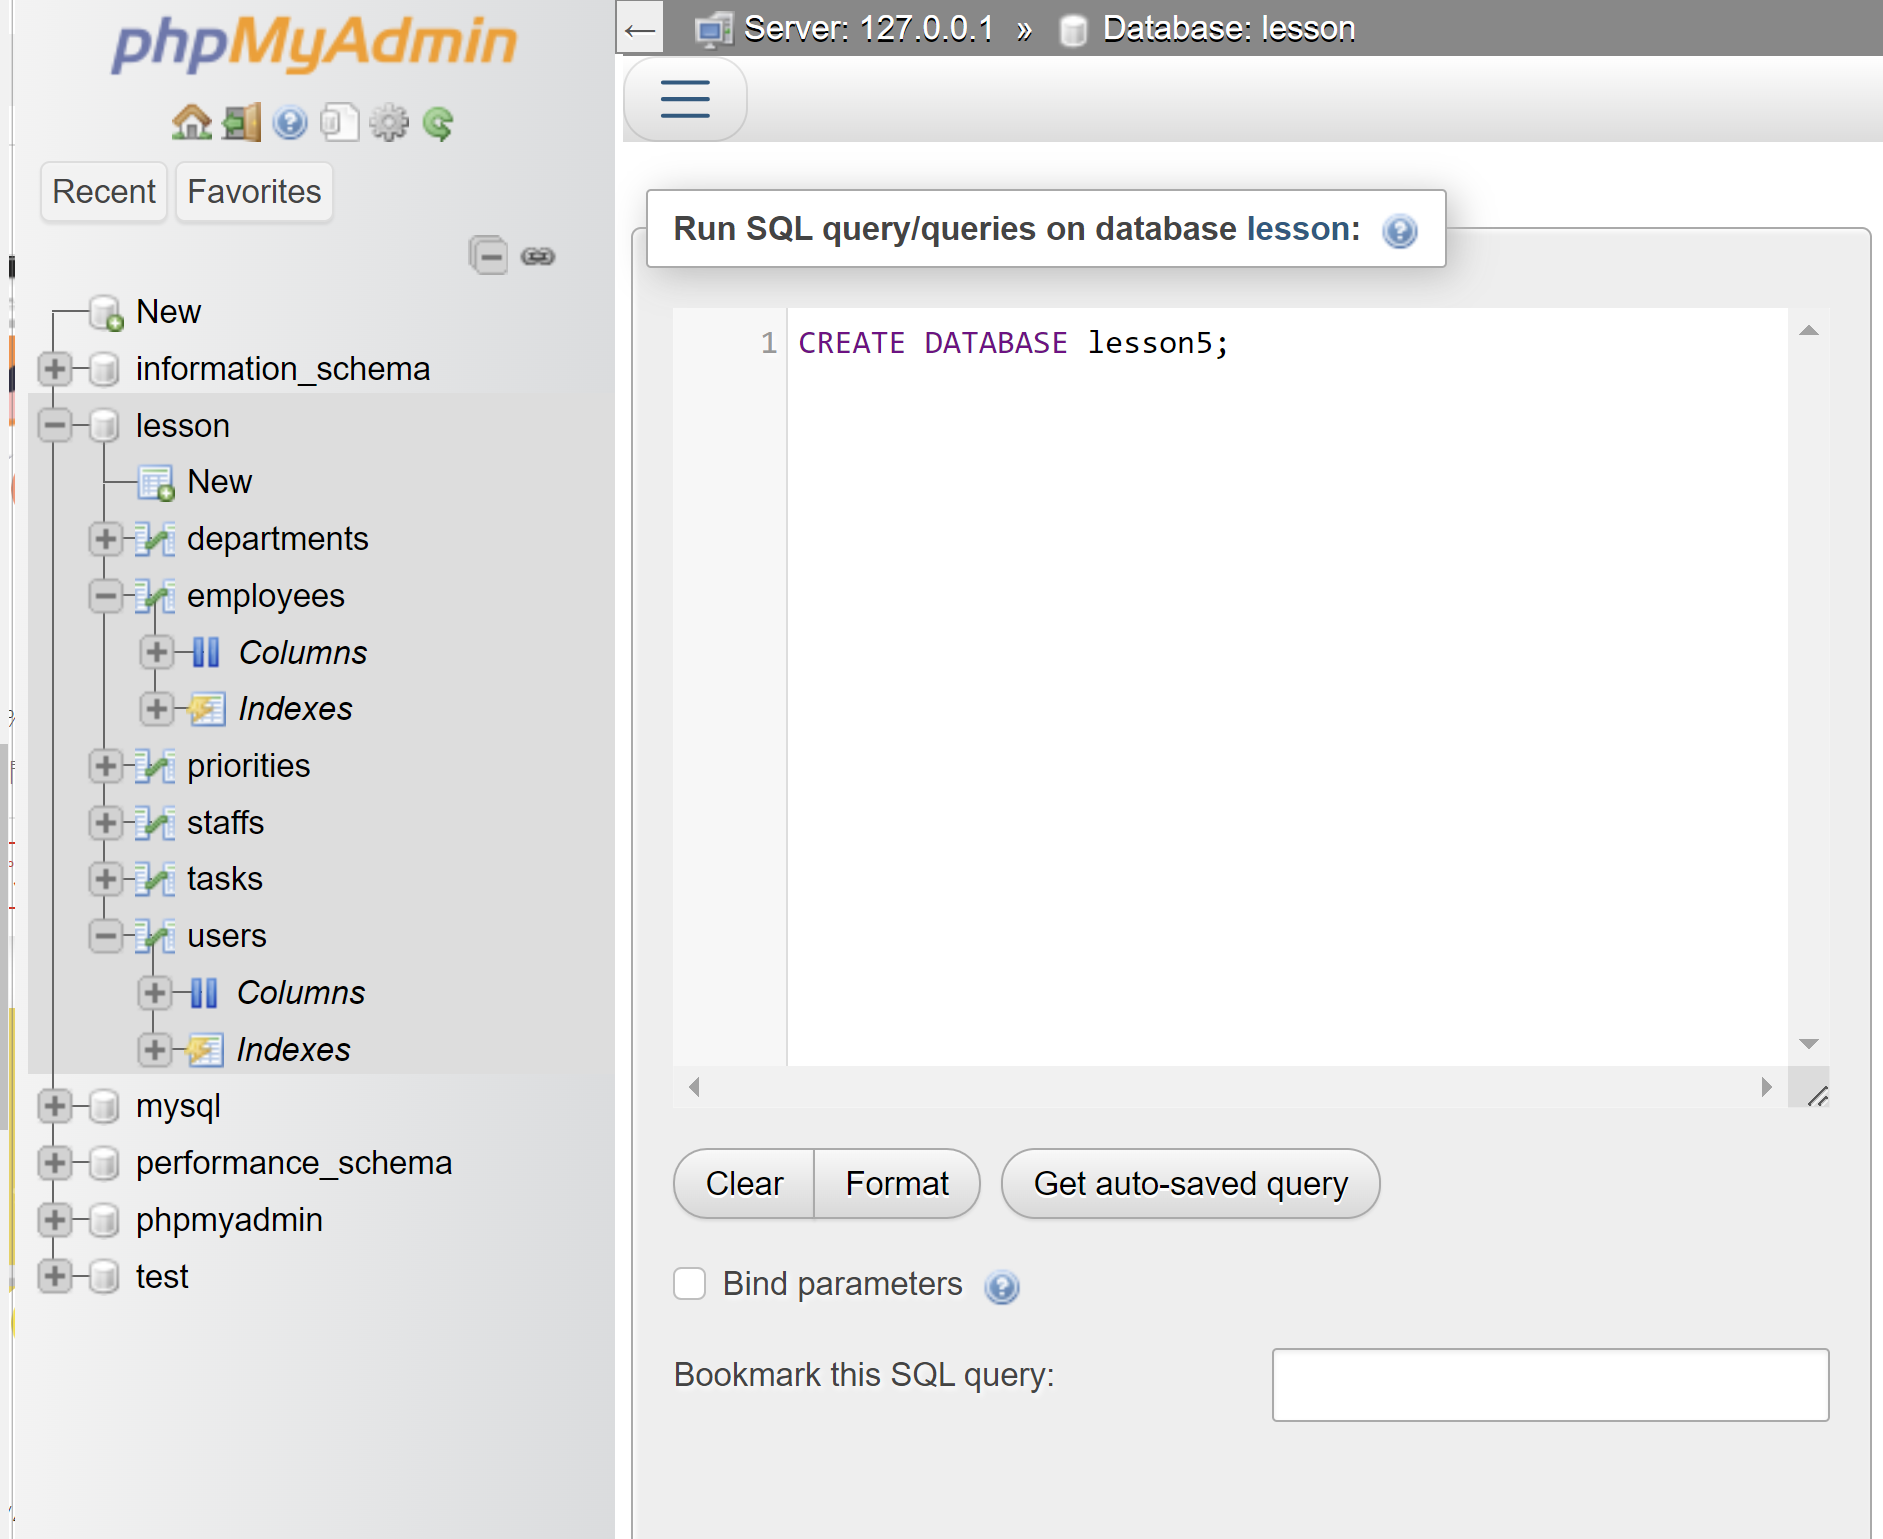 phpMyAdmin
Recent
Favorites
New
information_schema
lesson
New
departments
employees
Columns
Indexes
priorities
staffs
tasks
users
Columns
Indexes
mysql
performance_schema
phpmyadmin
test
Server: 127.0.0.1 » Database: lesson
Run SQL query/queries on database lesson:
1 CREATE DATABASE lesson5;
Clear
Format
Get auto-saved query
Bind parameters
Bookmark this SQL query: